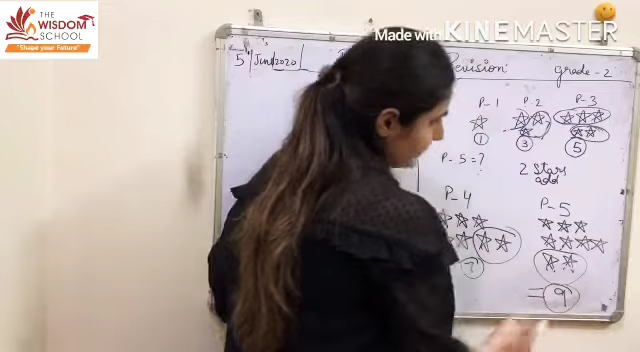 THE
WISDOM
SCHOOL
"Shape your Future"
Made with KINEMASTER
5 June 2020
Revision
grade - 2
P-1 P-2 P-3
1 3 5
P-5=?
2 Stars
add
P-4
P-5
7
= 9